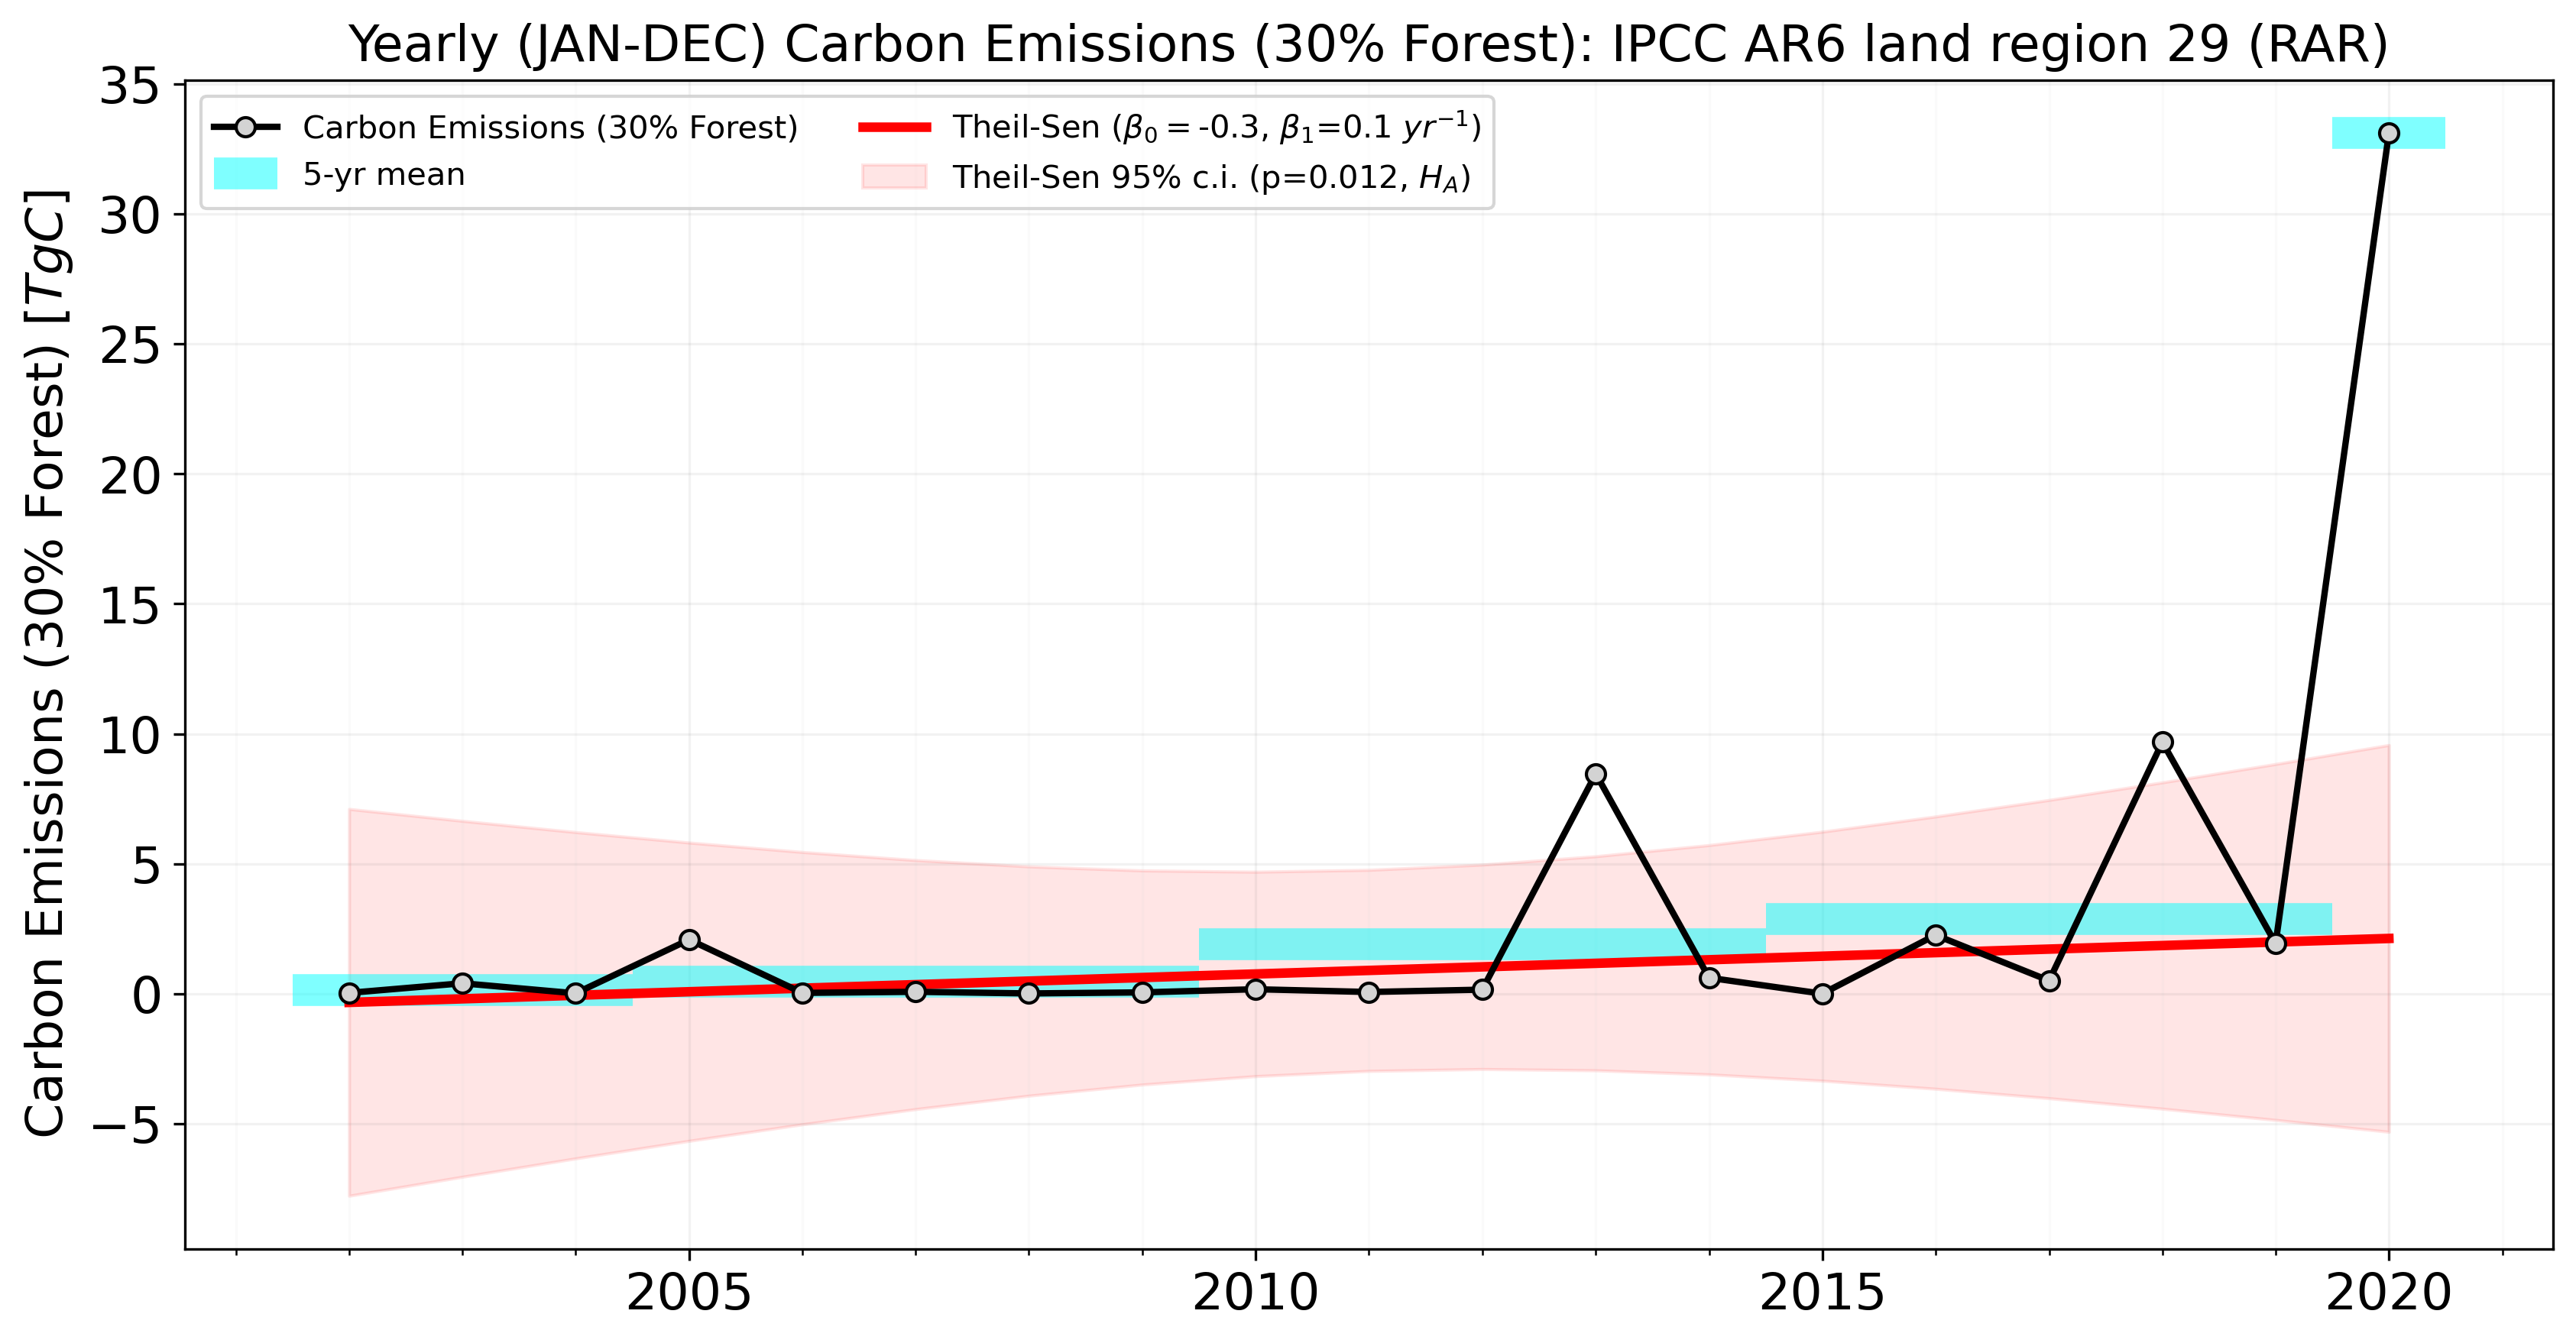 Yearly (JAN-DEC) Carbon Emissions (30% Forest): IPCC AR6 land region 29 (RAR)
Carbon Emissions (30% Forest)
5-yr mean
Theil-Sen (β₀ = -0.3, β₁=0.1 yr⁻¹)
Theil-Sen 95% c.i. (p=0.012, H_A)
Carbon Emissions (30% Forest) [TgC]
35
30
25
20
15
10
5
0
−5
2005
2010
2015
2020